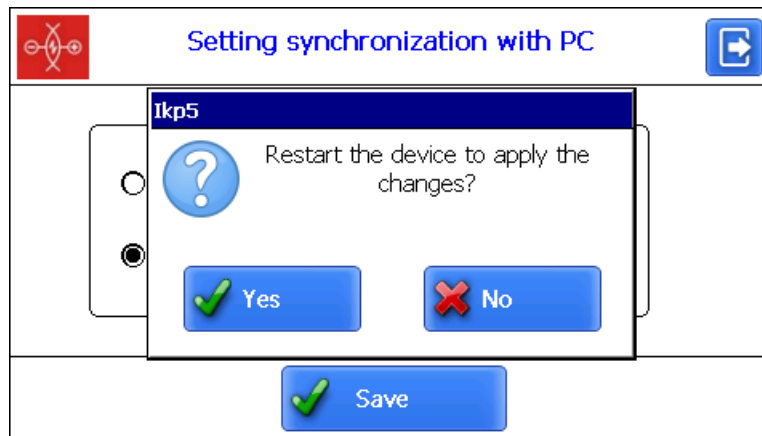 Setting synchronization with PC
Ikp5
Restart the device to apply the
changes?
Yes
No
Save